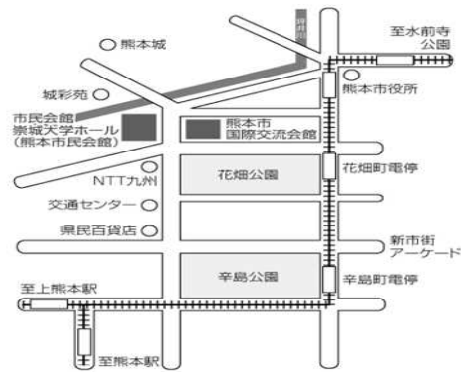 坪井川
至水前寺
公園
熊本城
熊本市役所
城彩苑
市民会館
崇城大学ホール
(熊本市民会館)
熊本市
国際交流会館
NTT九州
花畑公園
花畑町電停
交通センター
県民百貨店
新市街
アーケード
辛島公園
辛島町電停
至上熊本駅
至熊本駅